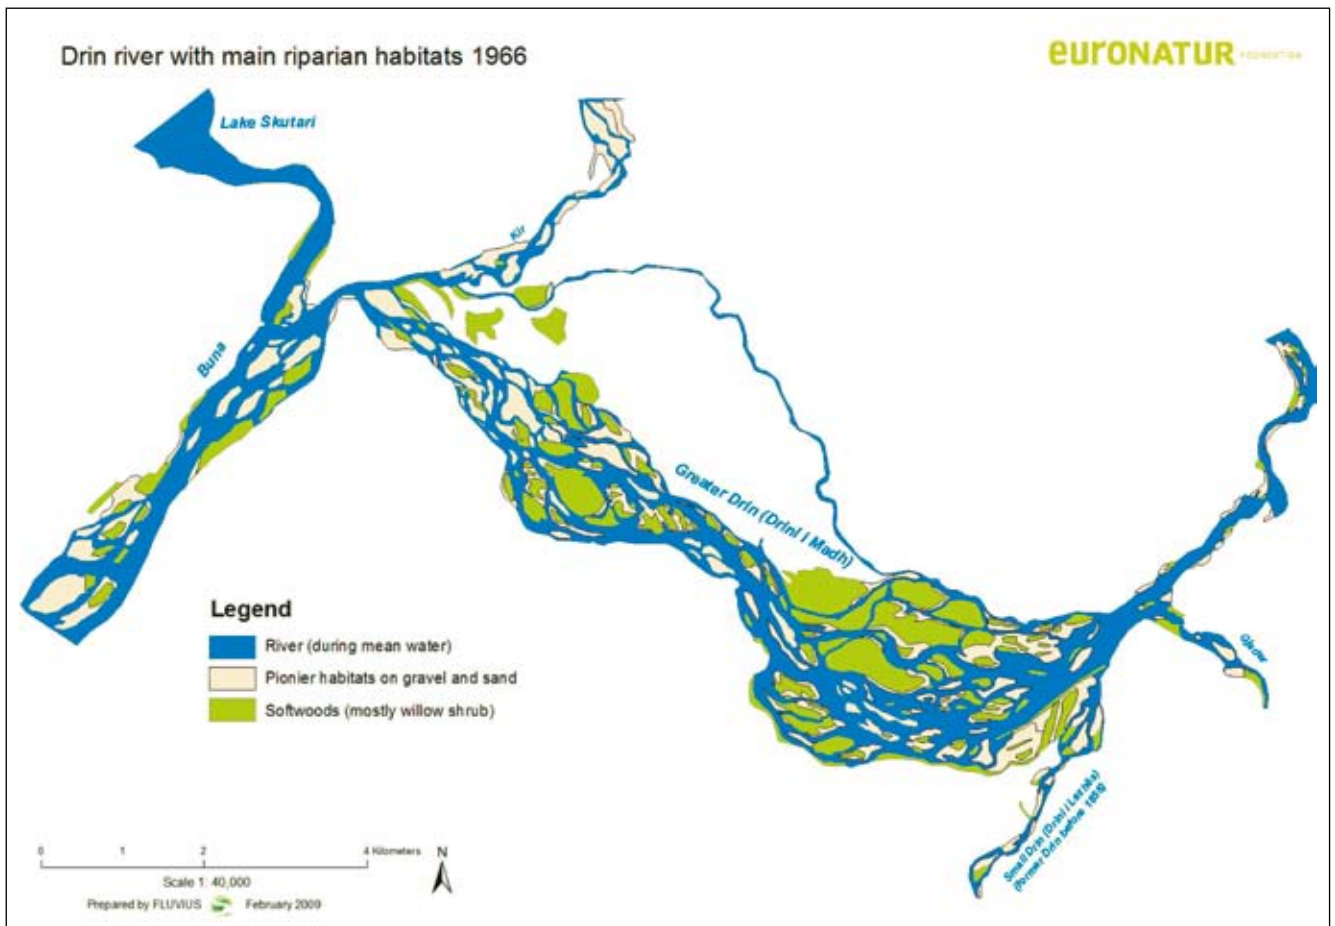 Drin river with main riparian habitats 1966
euronatur FOUNDATION
Lake Skutari
Kir
Buna
Greater Drin (Drini i Madh)
Gjadër
Small Drin (Drini i Lezhës)
(former Drin before 1858)
Legend
River (during mean water)
Pionier habitats on gravel and sand
Softwoods (mostly willow shrub)
0 1 2 4 Kilometers N
Scale 1: 40,000
Prepared by FLUVIUS February 2009